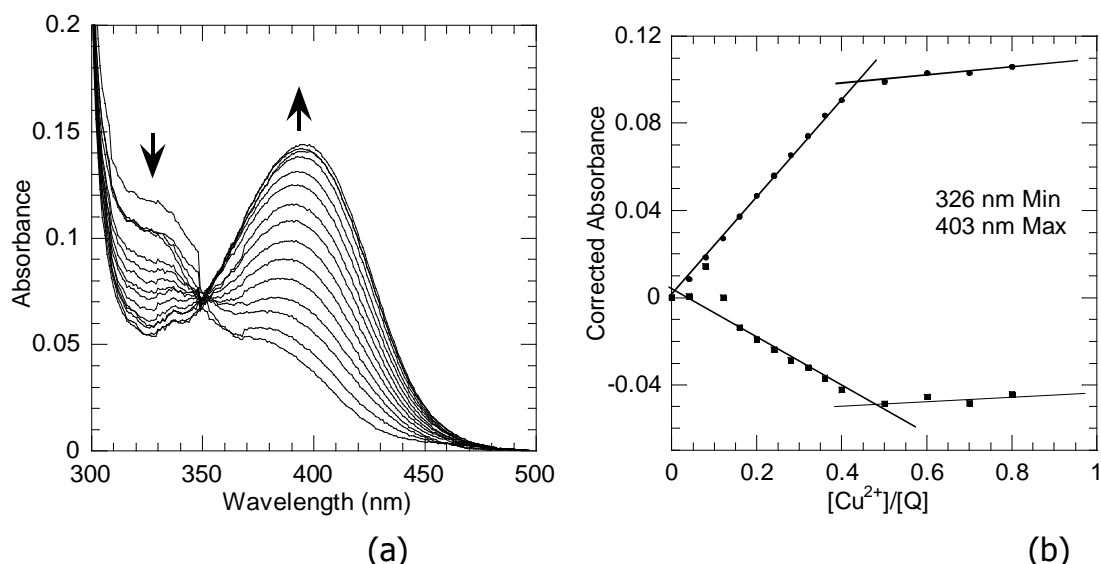 0.2
0.15
0.1
0.05
0
Absorbance
300 350 400 450 500
Wavelength (nm)
(a)
0.12
0.08
0.04
0
-0.04
Corrected Absorbance
326 nm Min
403 nm Max
0 0.2 0.4 0.6 0.8 1
[Cu²⁺]/[Q]
(b)